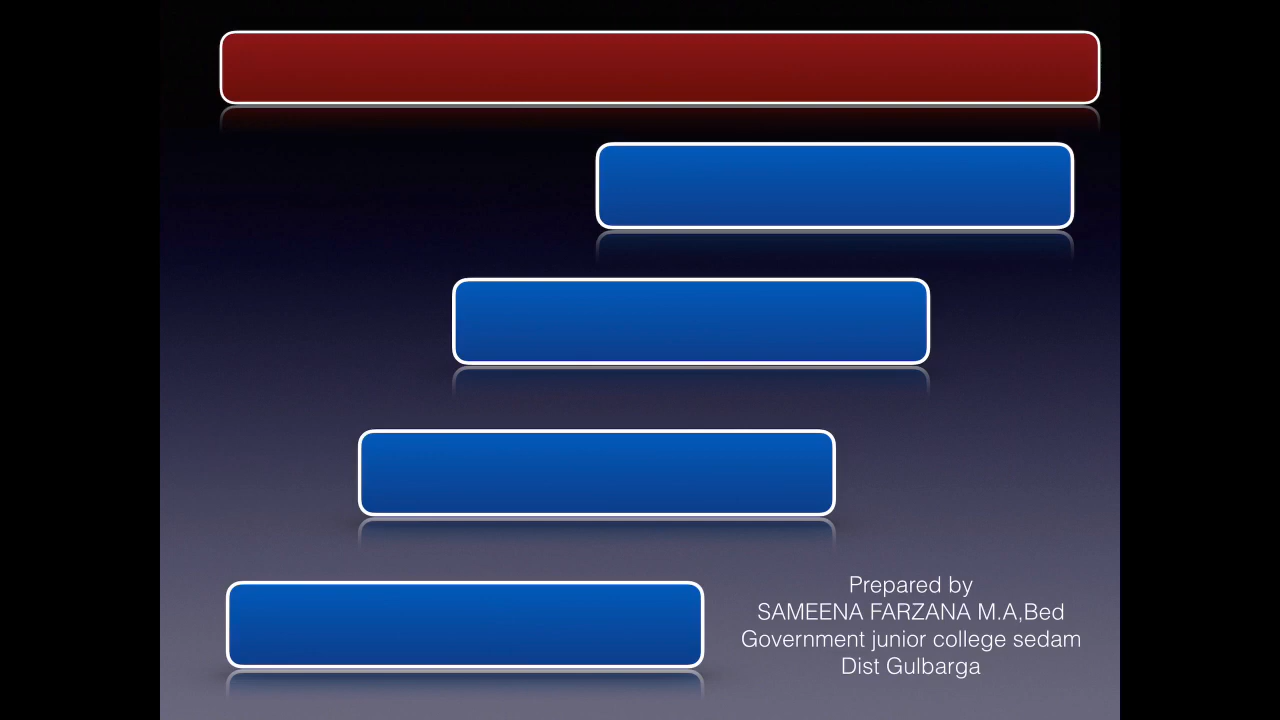 Prepared by
SAMEENA FARZANA M.A,Bed
Government junior college sedam
Dist Gulbarga